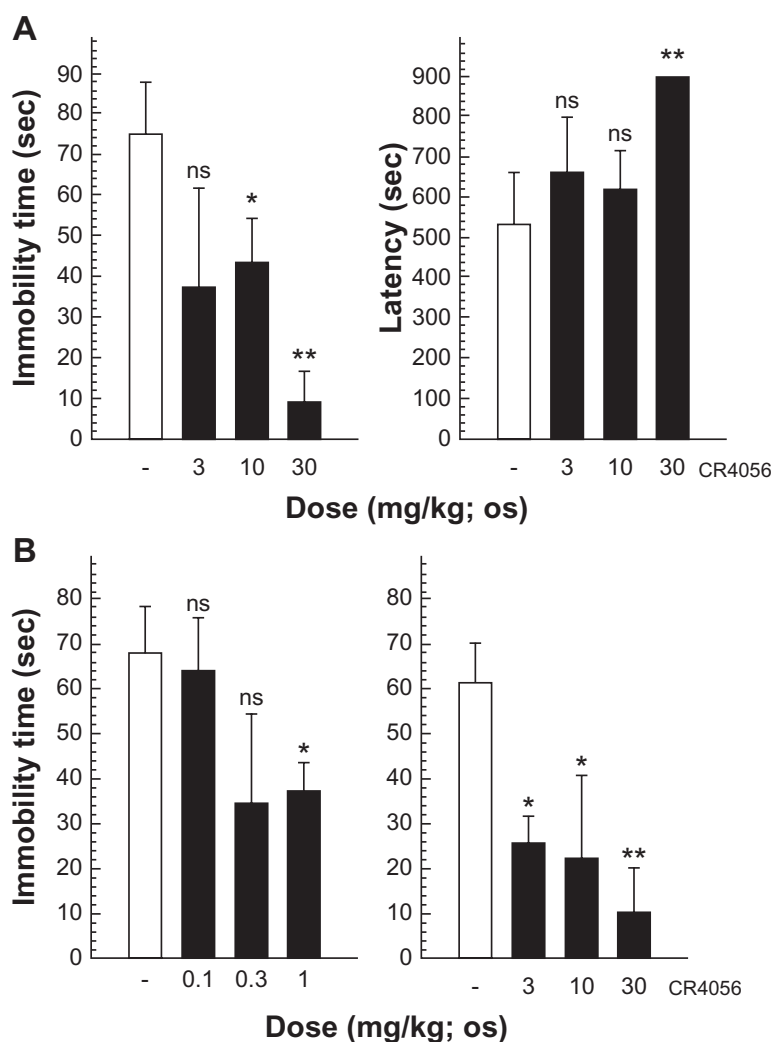 A
Immobility time (sec)
90
80
70
60
50
40
30
20
10
0
ns
*
**
- 3 10 30
Latency (sec)
900
800
700
600
500
400
300
200
100
0
ns
ns
**
- 3 10 30 CR4056
Dose (mg/kg; os)
B
Immobility time (sec)
80
70
60
50
40
30
20
10
0
ns
ns
*
- 0.1 0.3 1
80
70
60
50
40
30
20
10
0
*
*
**
- 3 10 30 CR4056
Dose (mg/kg; os)